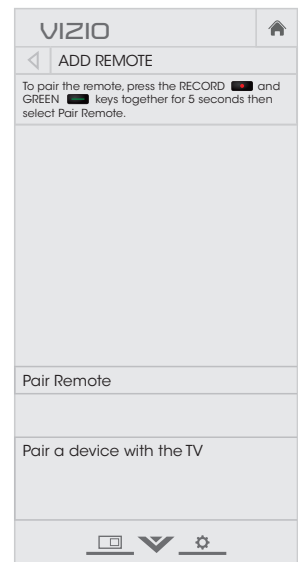 VIZIO
ADD REMOTE
To pair the remote, press the RECORD and
GREEN keys together for 5 seconds then
select Pair Remote.
Pair Remote
Pair a device with the TV